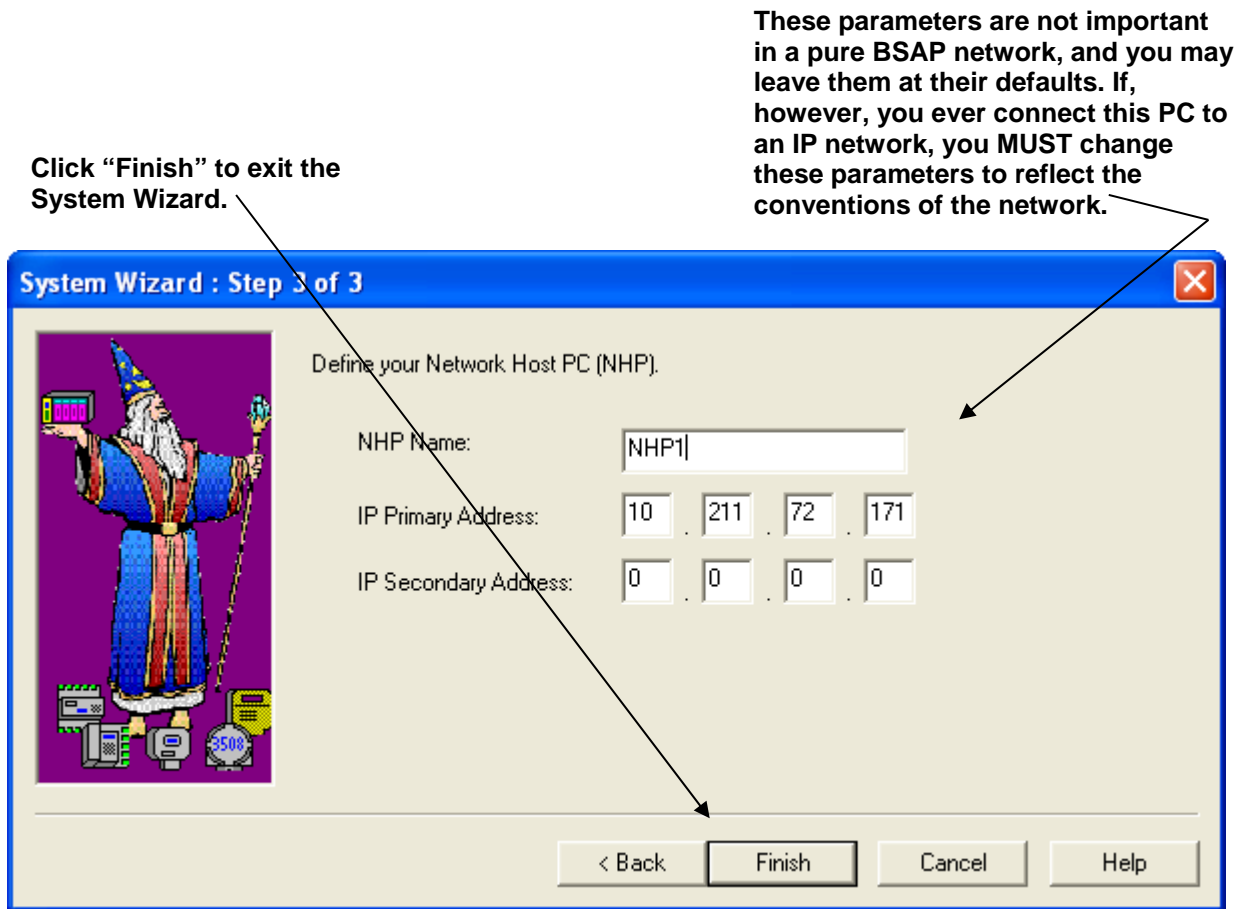 These parameters are not important
in a pure BSAP network, and you may
leave them at their defaults. If,
however, you ever connect this PC to
an IP network, you MUST change
these parameters to reflect the
conventions of the network.
Click “Finish” to exit the
System Wizard.
System Wizard : Step 3 of 3
Define your Network Host PC (NHP).
NHP Name: NHP1
IP Primary Address: 10 . 211 . 72 . 171
IP Secondary Address: 0 . 0 . 0 . 0
3508
< Back Finish Cancel Help